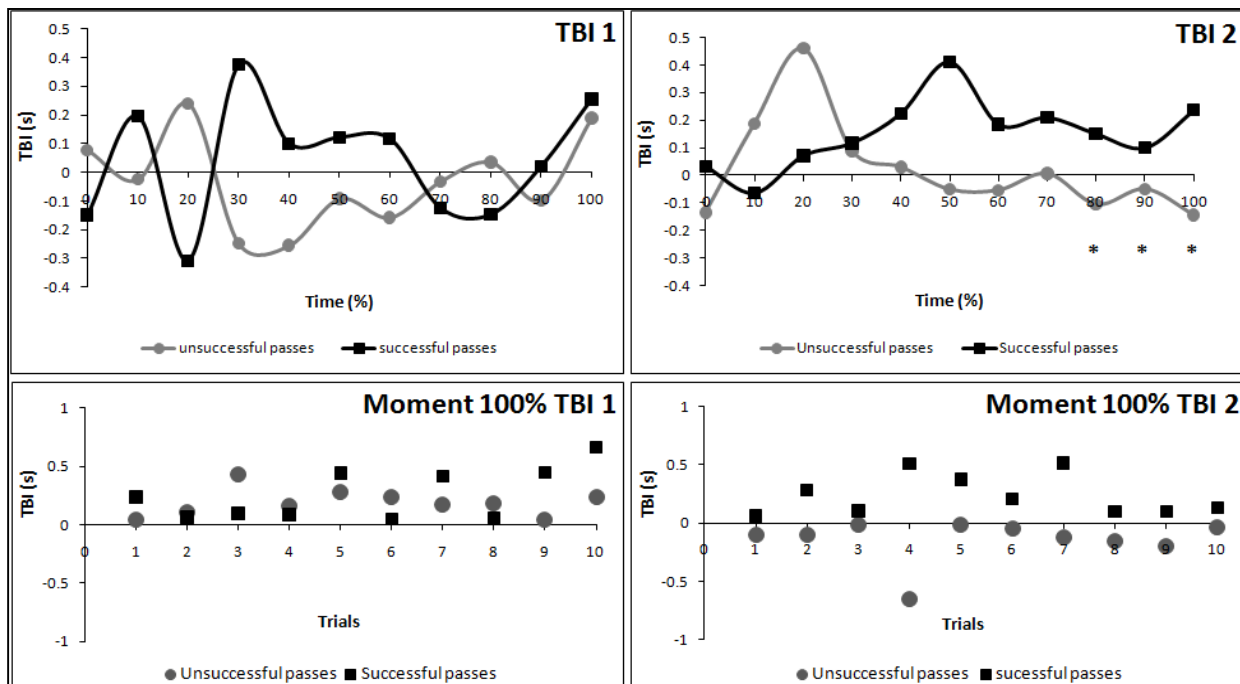 TBI 1
0.5
0.4
0.3
0.2
0.1
0
-0.1
-0.2
-0.3
-0.4
TBI (s)
0 10% 20% 30% 40% 50% 60% 70% 80% 90% 100%
Time (%)
unsuccessful passes successful passes
TBI 2
0.5
0.4
0.3
0.2
0.1
0
-0.1
-0.2
-0.3
-0.4
TBI (s)
0 10% 20% 30% 40% 50% 60% 70% 80% 90% 100%
* * *
Time (%)
Unsuccessful passes Successful passes
Moment 100% TBI 1
1
0.5
0
-0.5
-1
TBI (s)
0 1 2 3 4 5 6 7 8 9 10
Trials
Unsuccessful passes Successful passes
Moment 100% TBI 2
1
0.5
0
-0.5
-1
TBI (s)
0 1 2 3 4 5 6 7 8 9 10
Trials
Unsuccessful passes sucessful passes